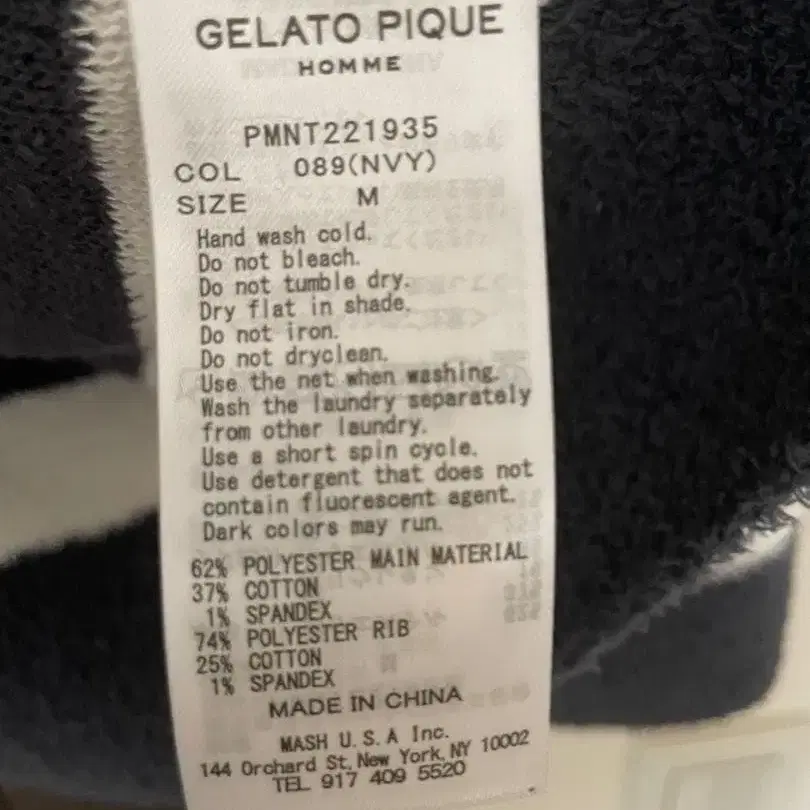 GELATO PIQUE
HOMME
PMNT221935
COL 089(NVY)
SIZE M
Hand wash cold.
Do not bleach.
Do not tumble dry.
Dry flat in shade.
Do not iron.
Do not dryclean.
Use the net when washing.
Wash the laundry separately
from other laundry.
Use a short spin cycle.
Use detergent that does not
contain fluorescent agent.
Dark colors may run.
62% POLYESTER MAIN MATERIAL
37% COTTON
1% SPANDEX
74% POLYESTER RIB
25% COTTON
1% SPANDEX
MADE IN CHINA
MASH U.S.A Inc.
144 Orchard St, New York, NY 10002
TEL 917 409 5520